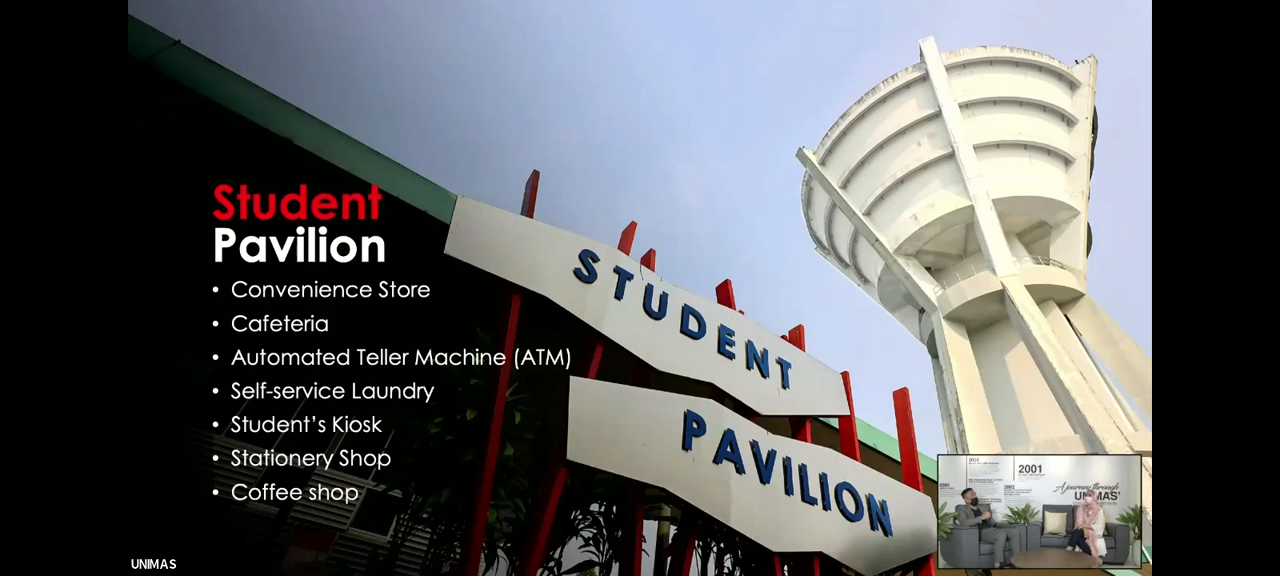 Student
Pavilion
• Convenience Store
• Cafeteria
• Automated Teller Machine (ATM)
• Self-service Laundry
• Student’s Kiosk
• Stationery Shop
• Coffee shop
STUDENT
PAVILION
2001
A journey through
UNIMAS'
UNIMAS